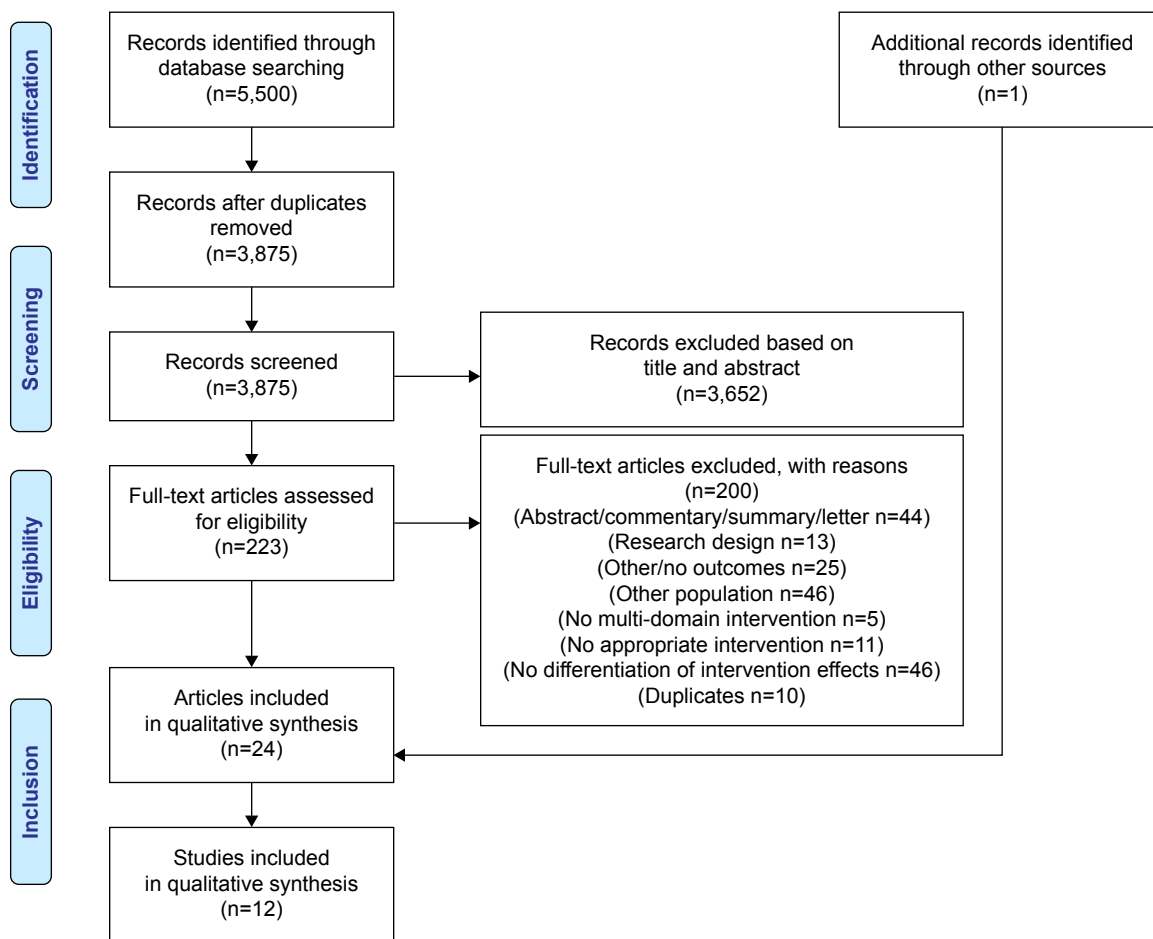 Identification
Records identified through
database searching
(n=5,500)
Additional records identified
through other sources
(n=1)
Records after duplicates
removed
(n=3,875)
Screening
Records screened
(n=3,875)
Records excluded based on
title and abstract
(n=3,652)
Eligibility
Full-text articles assessed
for eligibility
(n=223)
Full-text articles excluded, with reasons
(n=200)
(Abstract/commentary/summary/letter n=44)
(Research design n=13)
(Other/no outcomes n=25)
(Other population n=46)
(No multi-domain intervention n=5)
(No appropriate intervention n=11)
(No differentiation of intervention effects n=46)
(Duplicates n=10)
Inclusion
Articles included
in qualitative synthesis
(n=24)
Studies included
in qualitative synthesis
(n=12)